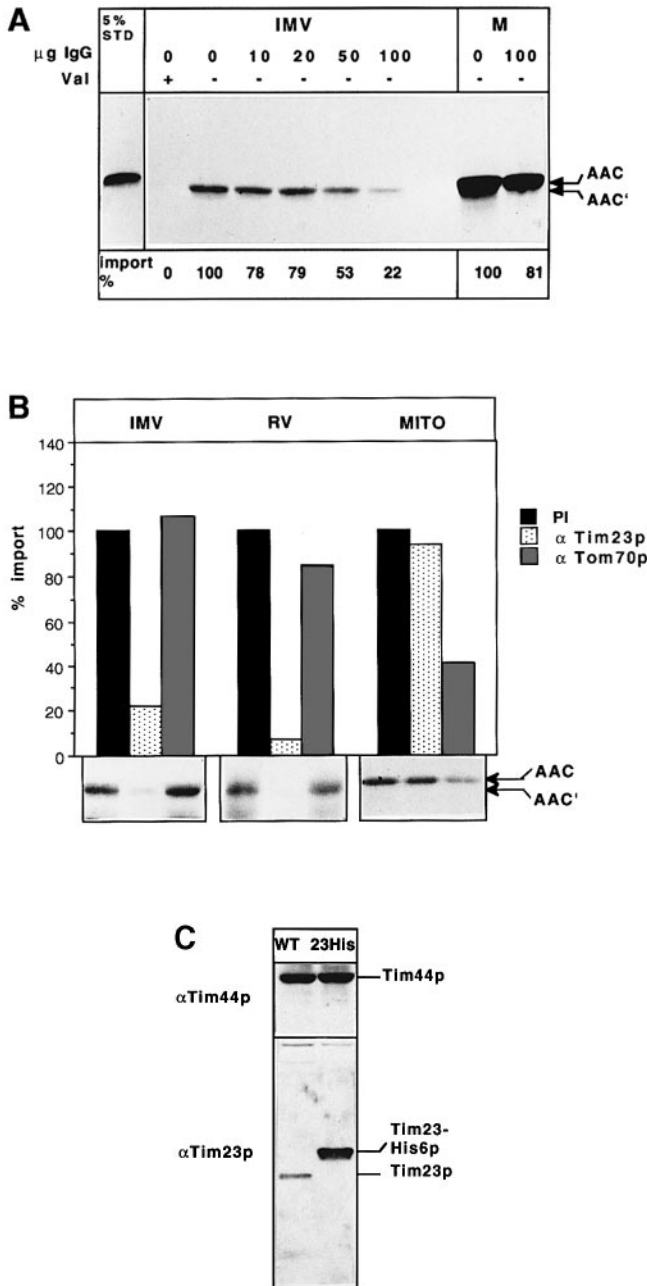 A
5%
STD
IMV
M
µg IgG 0 0 10 20 50 100 0 100
Val + - - - - - - -
AAC
AAC'
import
% 0 100 78 79 53 22 100 81
B
IMV RV MITO
140
120
100
80
60
40
20
0
% import
PI
α Tim23p
α Tom70p
AAC
AAC'
C
WT 23His
αTim44p
Tim44p
αTim23p
Tim23-
His6p
Tim23p